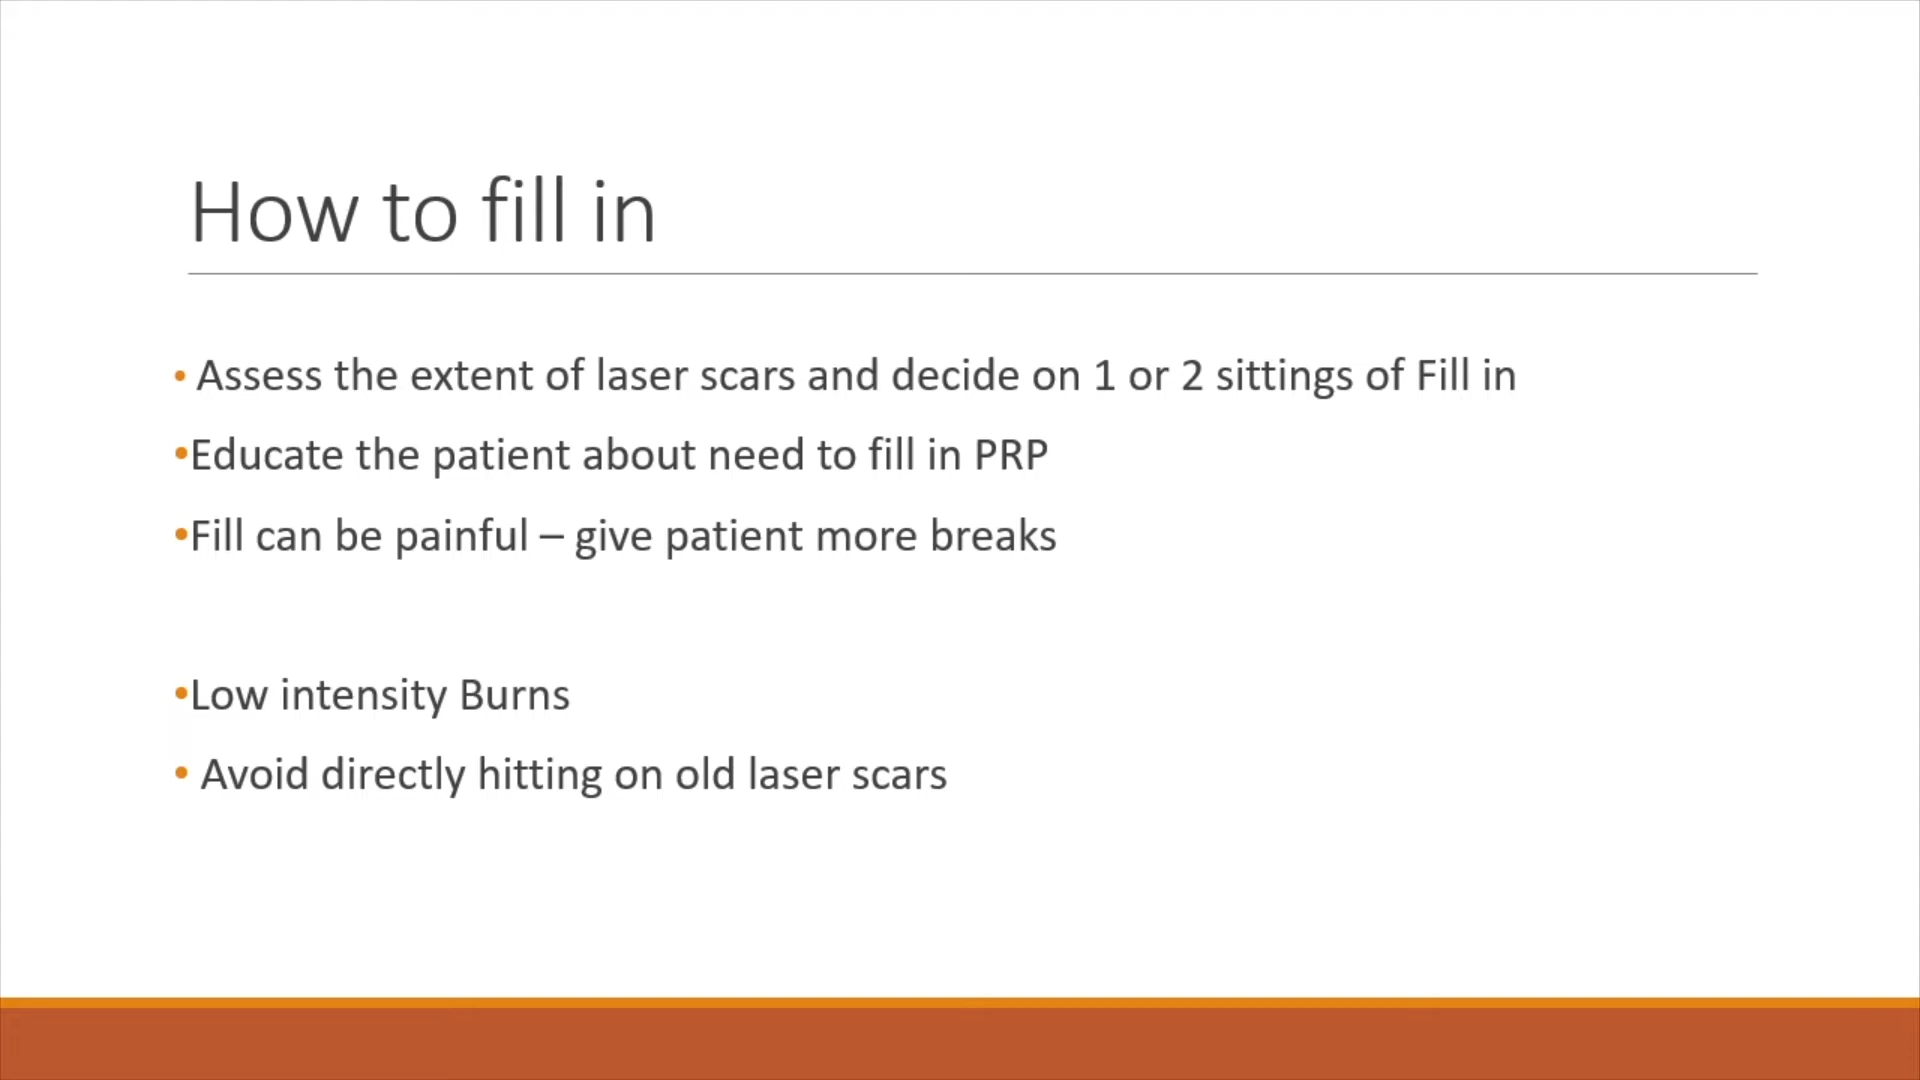 How to fill in
• Assess the extent of laser scars and decide on 1 or 2 sittings of Fill in
•Educate the patient about need to fill in PRP
•Fill can be painful – give patient more breaks
•Low intensity Burns
• Avoid directly hitting on old laser scars